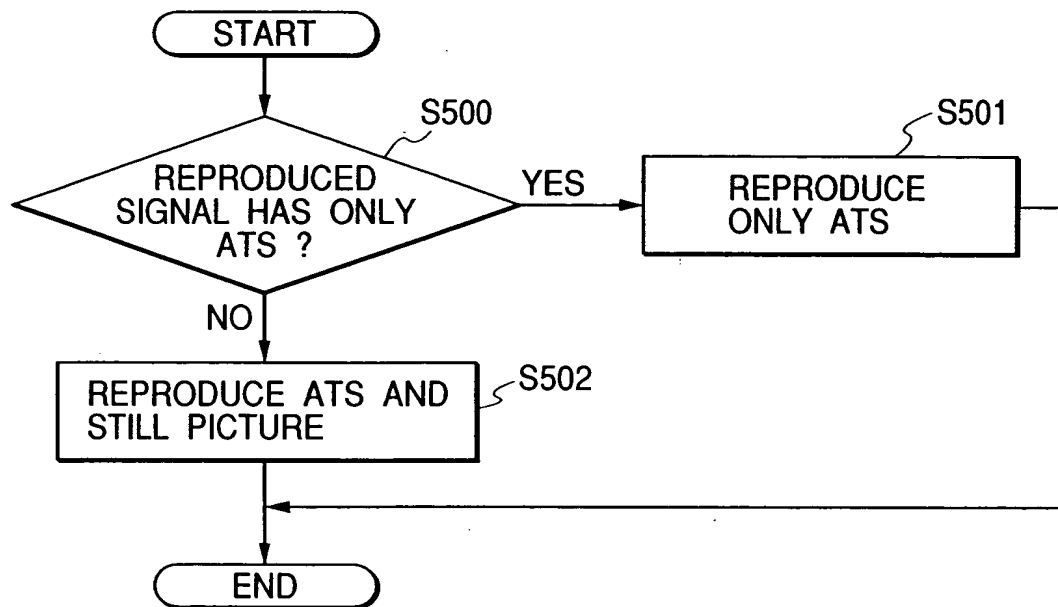 START
S500
REPRODUCED
SIGNAL HAS ONLY
ATS ?
YES
S501
REPRODUCE
ONLY ATS
NO
REPRODUCE ATS AND
STILL PICTURE
S502
END